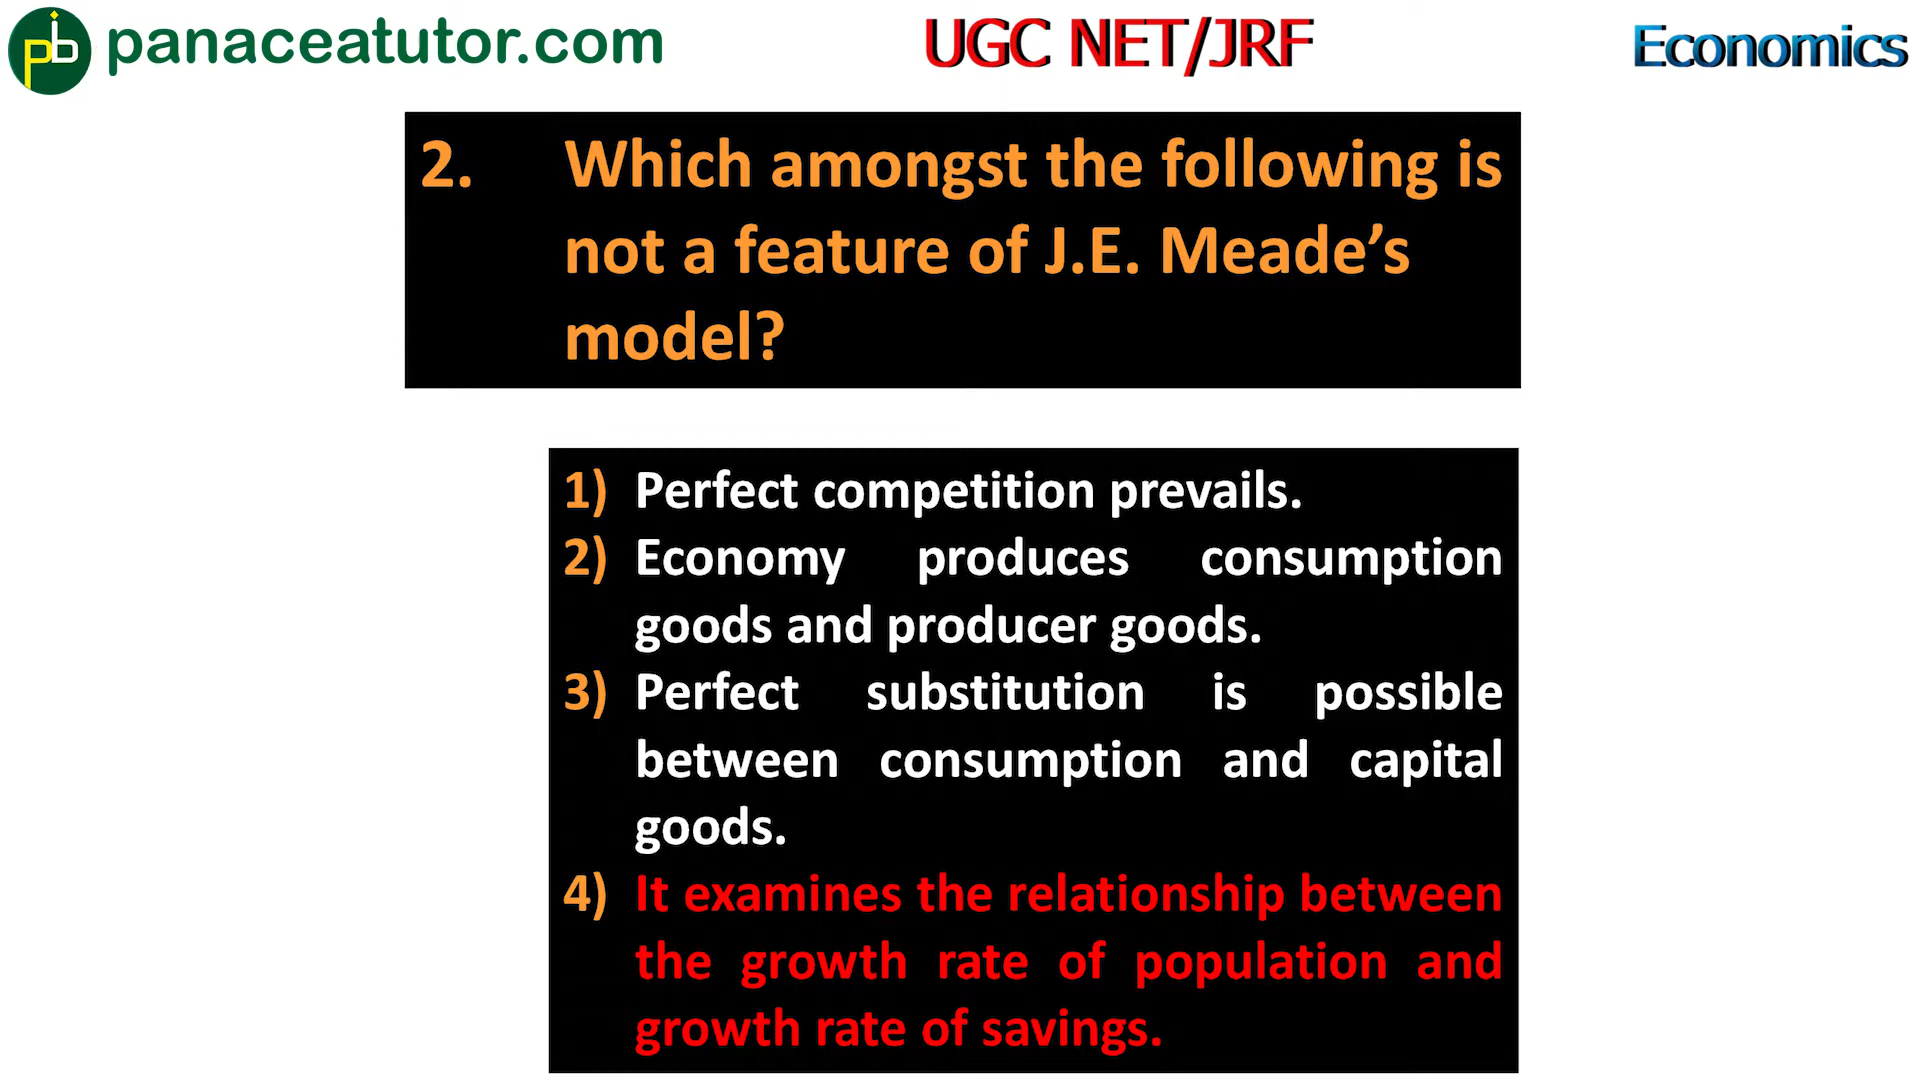 pb panaceatutor.com
UGC NET/JRF
Economics
2. Which amongst the following is
not a feature of J.E. Meade’s
model?
1) Perfect competition prevails.
2) Economy produces consumption
goods and producer goods.
3) Perfect substitution is possible
between consumption and capital
goods.
4) It examines the relationship between
the growth rate of population and
growth rate of savings.